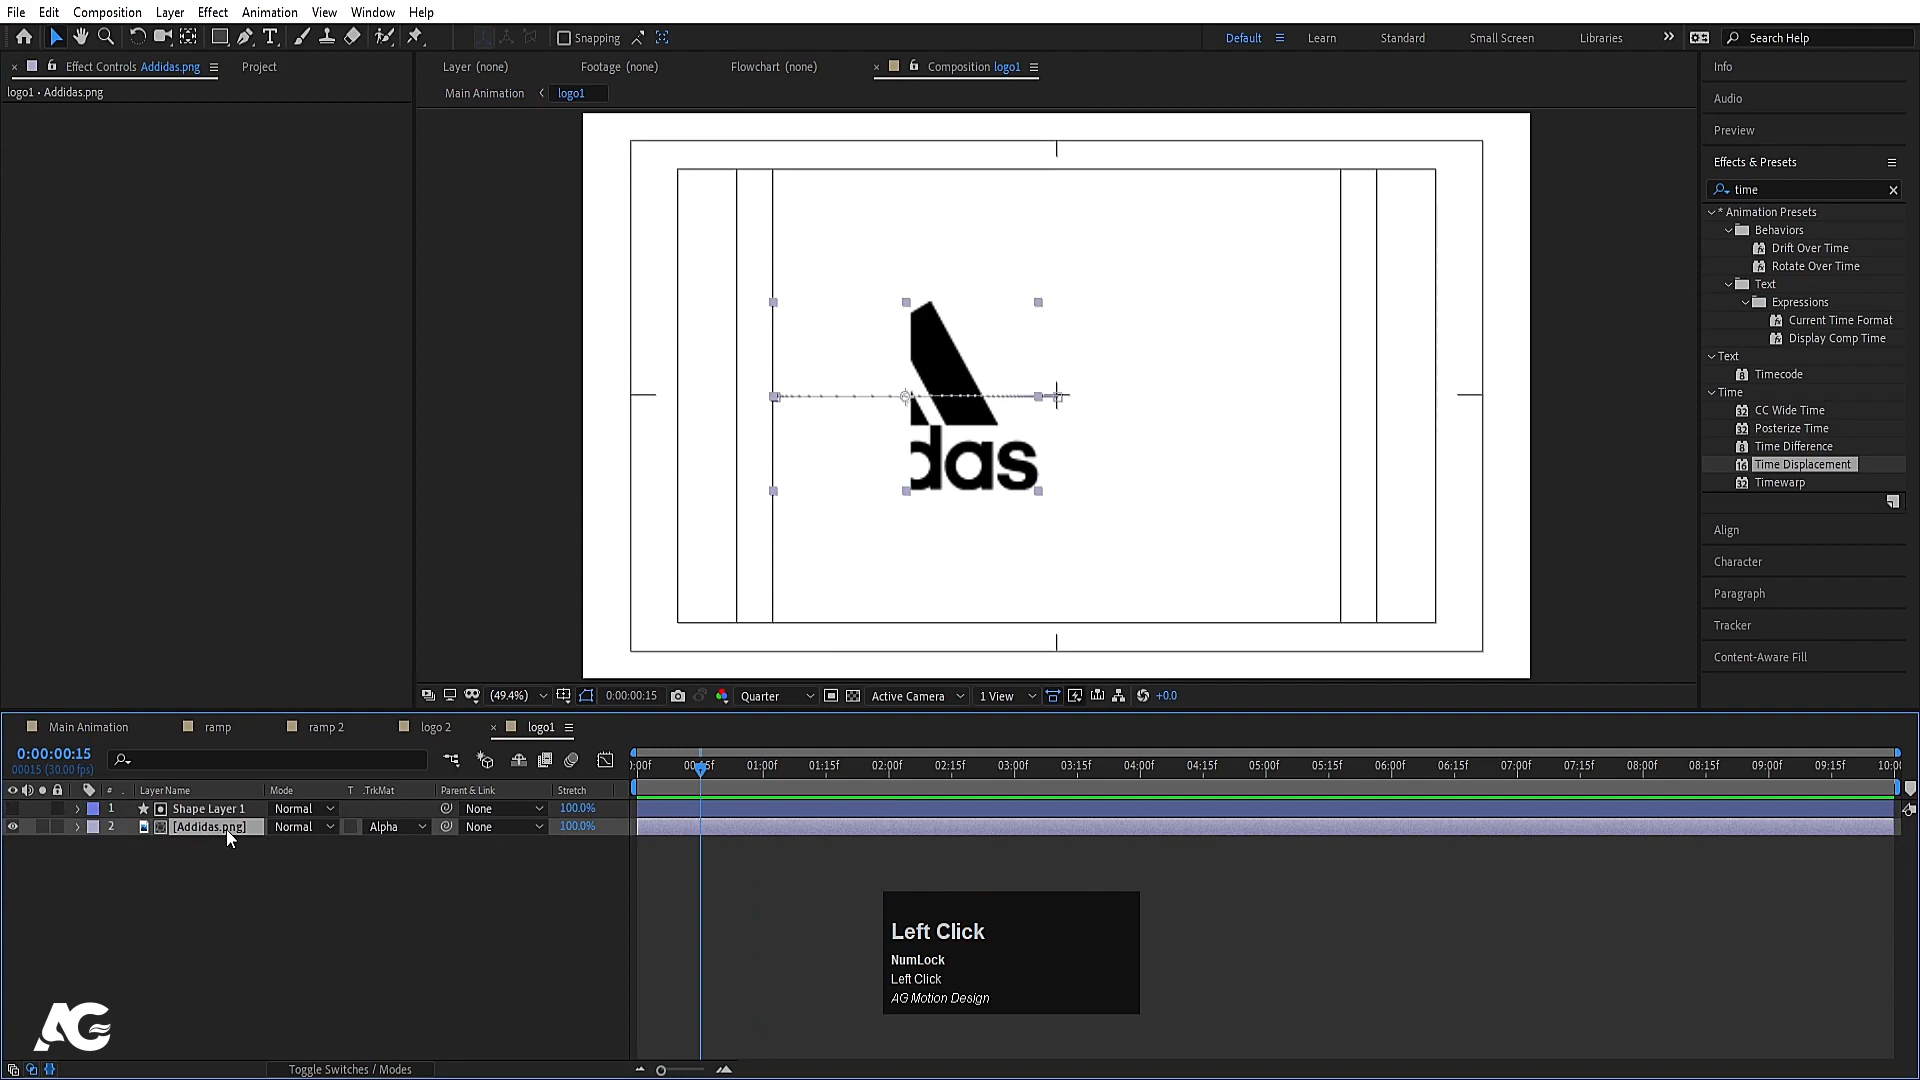 File Edit Composition Layer Effect Animation View Window Help
Snapping Default Learn Standard Small Screen Libraries Search Help
Effect Controls Addidas.png Project
logo1 • Addidas.png
Layer (none) Footage (none) Flowchart (none) Composition logo1
Main Animation logo1
das
(49.4%) 0:00:00:15 Quarter Active Camera 1 View +0.0
Info
Audio
Preview
Effects & Presets
time
* Animation Presets
Behaviors
Drift Over Time
Rotate Over Time
Text
Expressions
Current Time Format
Display Comp Time
Text
Timecode
Time
CC Wide Time
Posterize Time
Time Difference
Time Displacement
Timewarp
Align
Character
Paragraph
Tracker
Content-Aware Fill
Main Animation ramp ramp 2 logo 2 logo1
0:00:00:15
00015 (30.00 fps)
01:00f 01:15f 02:00f 02:15f 03:00f 03:15f 04:00f 04:15f 05:00f 05:15f 06:00f 06:15f 07:00f 07:15f 08:00f 08:15f 09:00f 09:15f
# Layer Name Mode T .TrkMat Parent & Link Stretch
1 Shape Layer 1 Normal None 100.0%
2 [Addidas.png] Normal Alpha None 100.0%
Left Click
NumLock
Left Click
AG Motion Design
AG
Toggle Switches / Modes